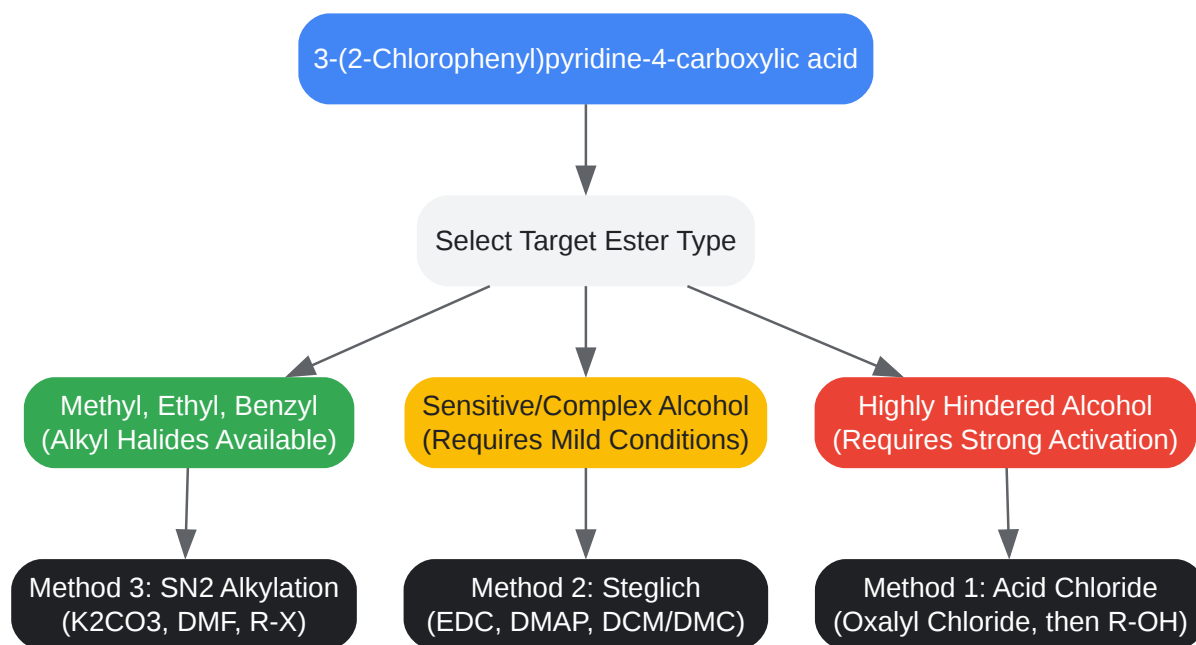 3-(2-Chlorophenyl)pyridine-4-carboxylic acid
Select Target Ester Type
Methyl, Ethyl, Benzyl
(Alkyl Halides Available)
Sensitive/Complex Alcohol
(Requires Mild Conditions)
Highly Hindered Alcohol
(Requires Strong Activation)
Method 3: SN2 Alkylation
(K2CO3, DMF, R-X)
Method 2: Steglich
(EDC, DMAP, DCM/DMC)
Method 1: Acid Chloride
(Oxalyl Chloride, then R-OH)